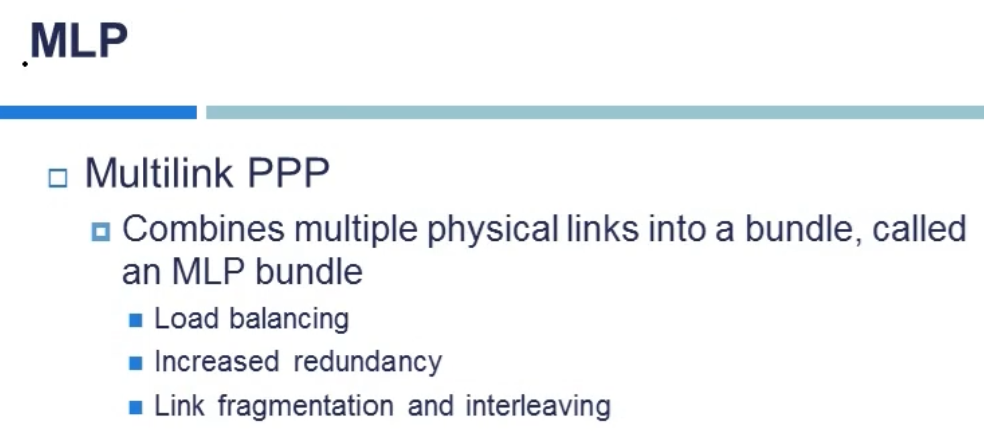 MLP
Multilink PPP
Combines multiple physical links into a bundle, called
an MLP bundle
Load balancing
Increased redundancy
Link fragmentation and interleaving